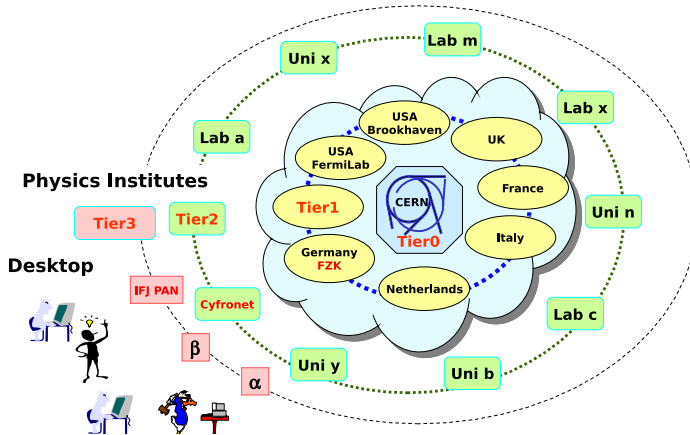 Lab m
Uni x
Lab x
USA
Brookhaven
Lab a
UK
USA
FermiLab
Physics Institutes
France
CERN
Tier3
Tier2
Tier1
Uni n
Tier0
Italy
Germany
FZK
Desktop
IFJ PAN
Netherlands
Cyfronet
Lab c
β
Uni y
Uni b
α